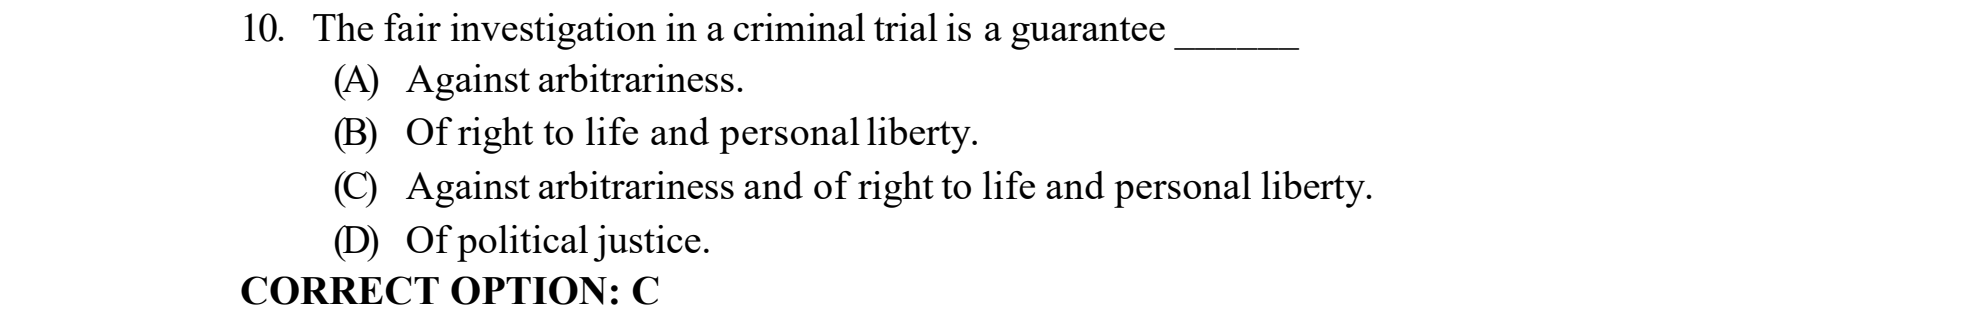 10. The fair investigation in a criminal trial is a guarantee ______
(A) Against arbitrariness.
(B) Of right to life and personal liberty.
(C) Against arbitrariness and of right to life and personal liberty.
(D) Of political justice.
CORRECT OPTION: C